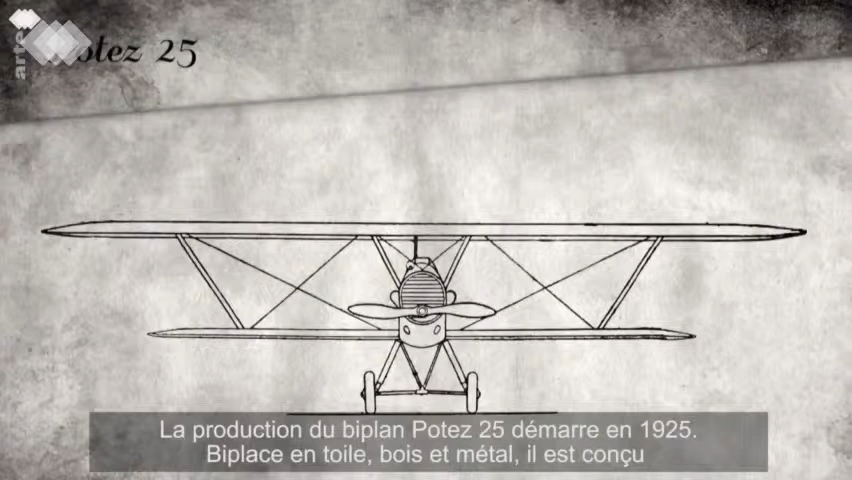 arte
Potez 25
La production du biplan Potez 25 démarre en 1925.
Biplace en toile, bois et métal, il est conçu